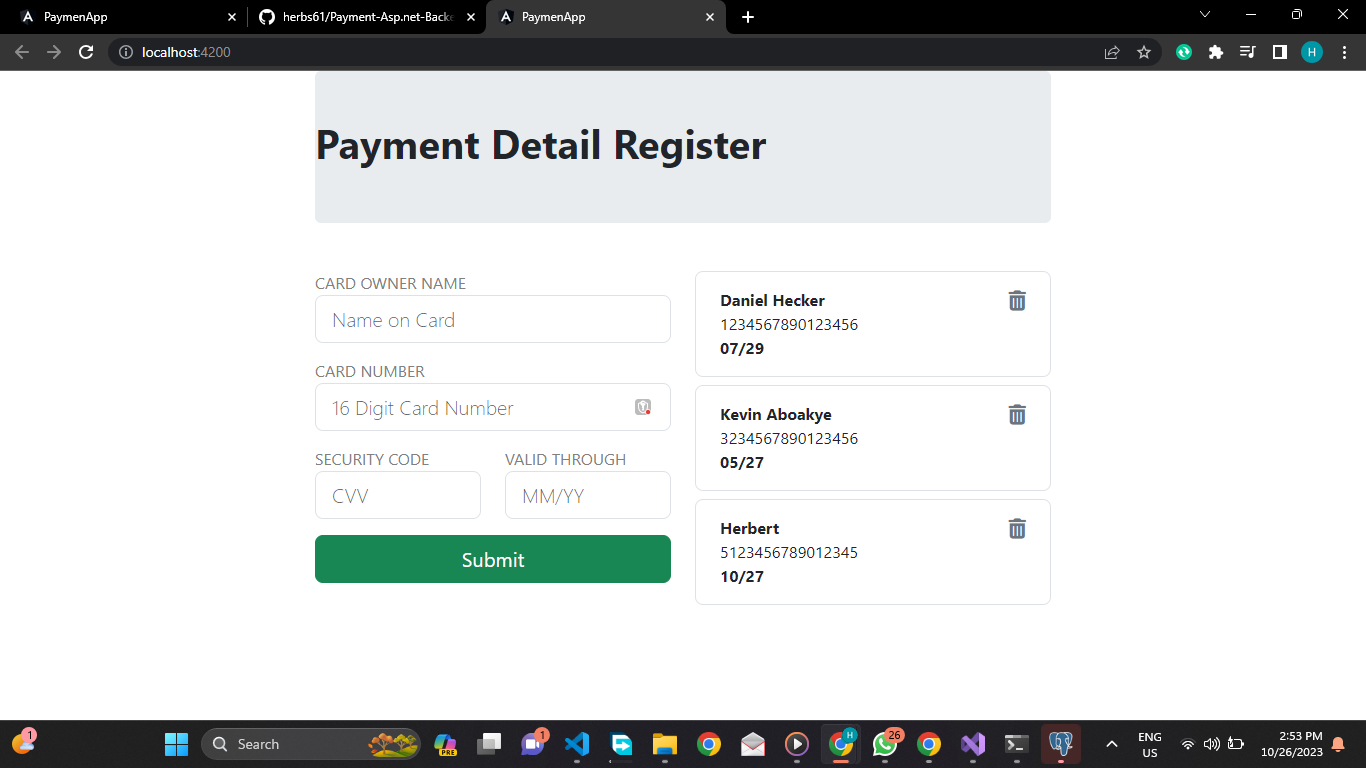 PaymenApp
herbs61/Payment-Asp.net-Backe
PaymenApp
localhost:4200
H
Payment Detail Register
CARD OWNER NAME
Name on Card
CARD NUMBER
16 Digit Card Number
SECURITY CODE
VALID THROUGH
CVV
MM/YY
Submit
Daniel Hecker
1234567890123456
07/29
Kevin Aboakye
3234567890123456
05/27
Herbert
5123456789012345
10/27
1
Search
PRE
1
H
26
ENG
US
2:53 PM
10/26/2023